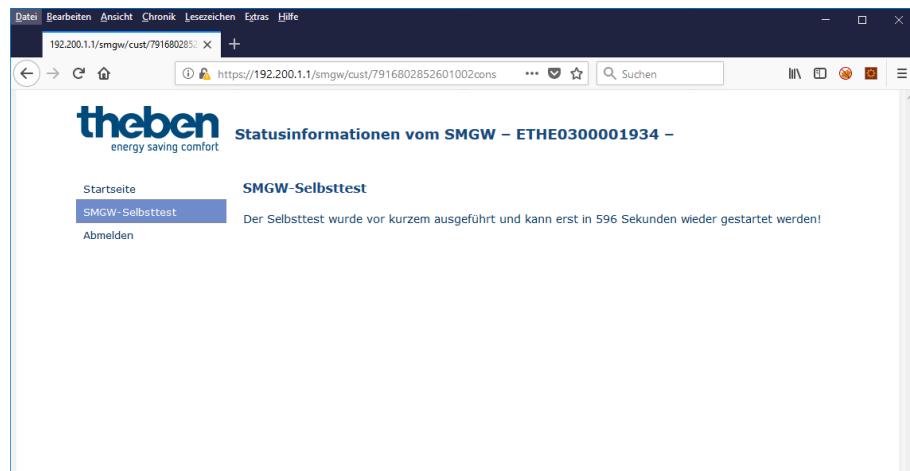 Datei Bearbeiten Ansicht Chronik Lesezeichen Extras Hilfe
192.200.1.1/smgw/cust/791680285
https://192.200.1.1/smgw/cust/7916802852601002cons
Suchen
theben
energy saving comfort
Statusinformationen vom SMGW – ETHE0300001934 –
Startseite
SMGW-Selbsttest
Abmelden
SMGW-Selbsttest
Der Selbsttest wurde vor kurzem ausgeführt und kann erst in 596 Sekunden wieder gestartet werden!